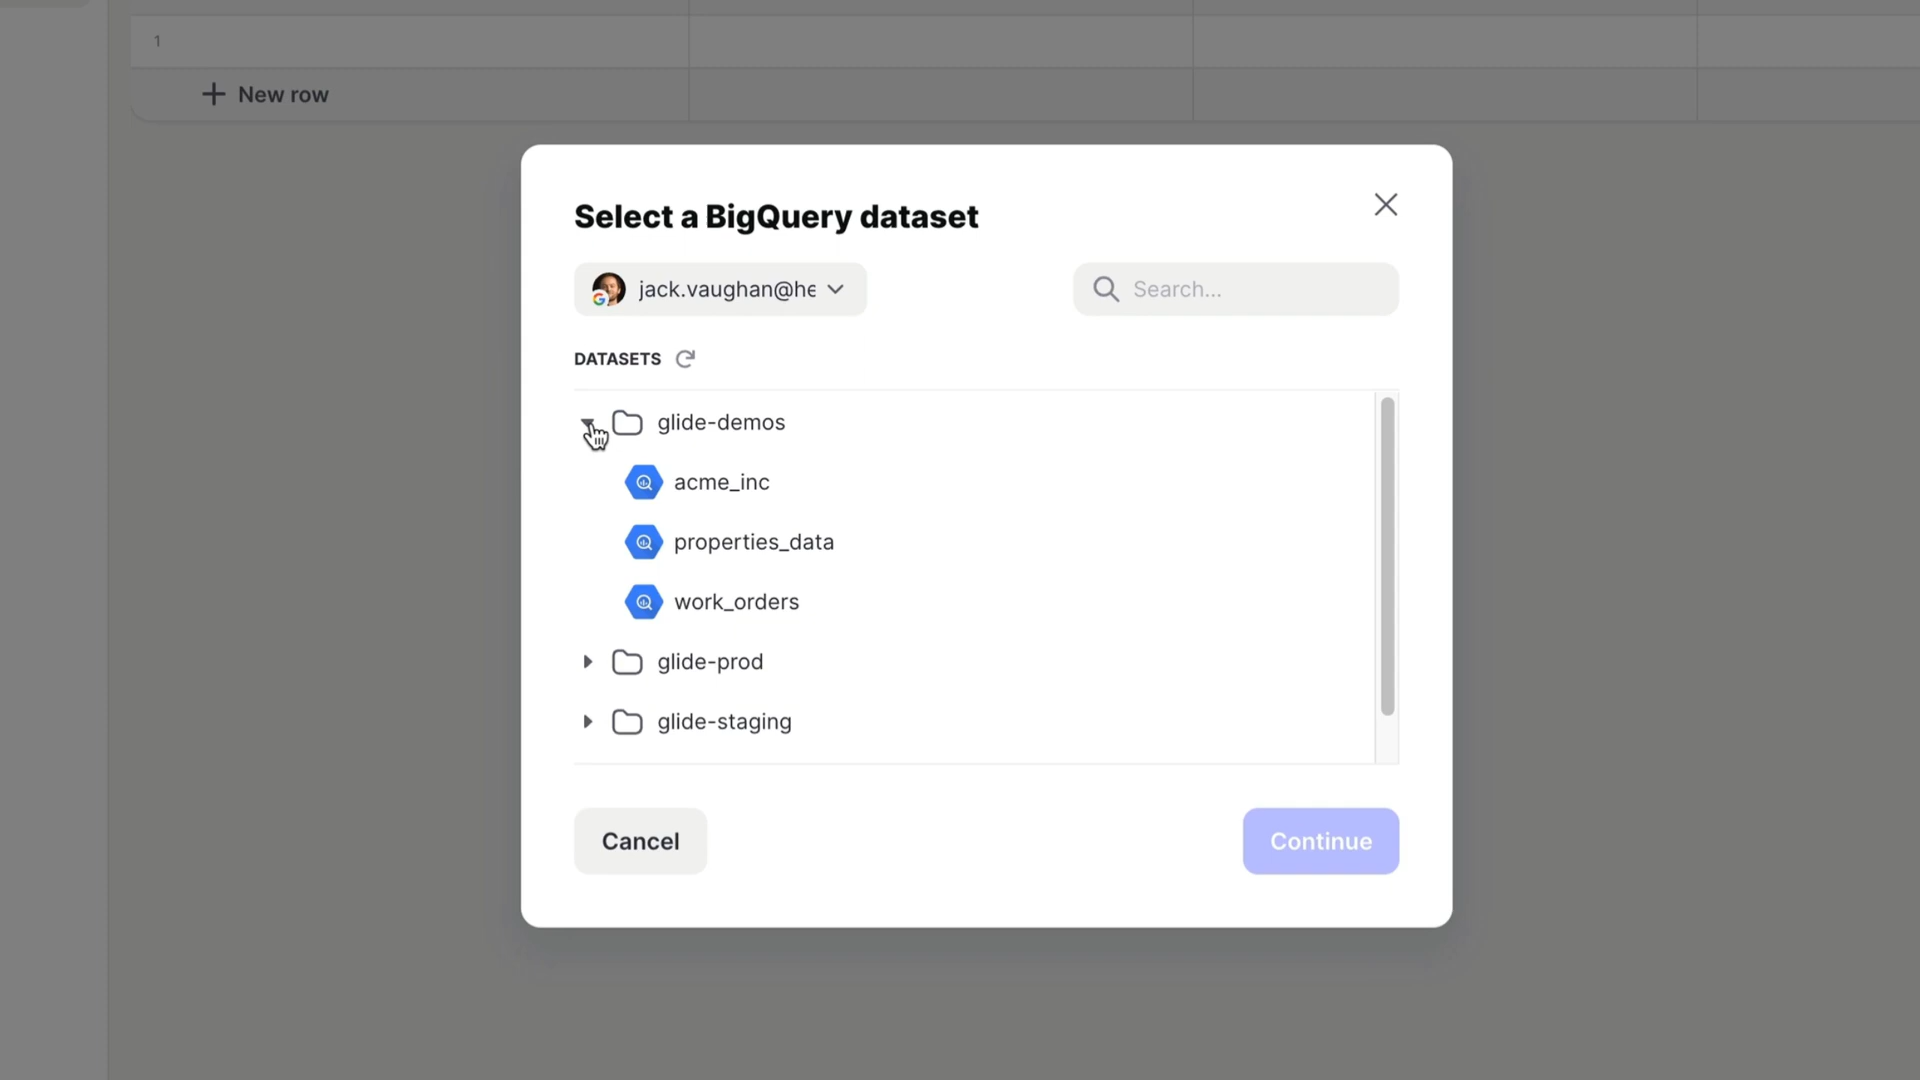 1
New row
Select a BigQuery dataset
jack.vaughan@he
Search...
DATASETS
glide-demos
acme_inc
properties_data
work_orders
glide-prod
glide-staging
Cancel
Continue